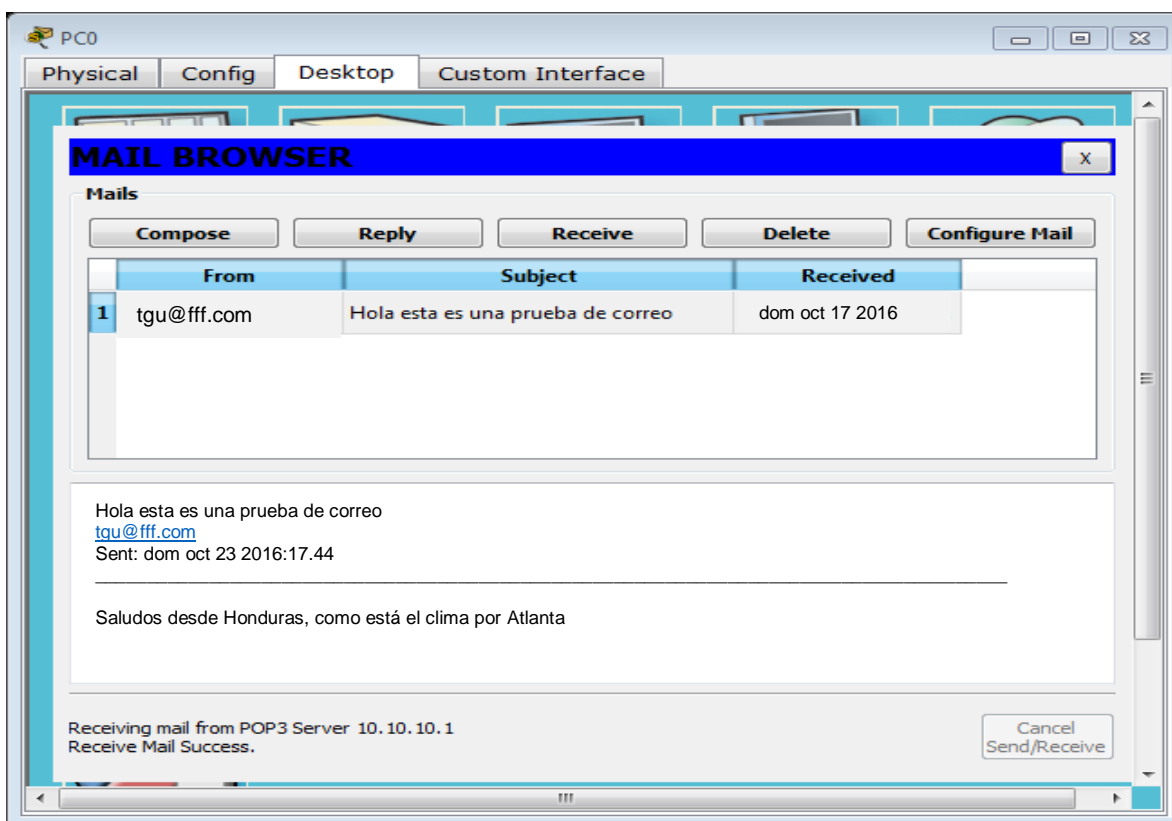 PC0
Physical Config Desktop Custom Interface
MAIL BROWSER X
Mails
Compose Reply Receive Delete Configure Mail
From Subject Received
1 tgu@fff.com Hola esta es una prueba de correo dom oct 17 2016
Hola esta es una prueba de correo
tgu@fff.com
Sent: dom oct 23 2016:17.44
Saludos desde Honduras, como está el clima por Atlanta
Receiving mail from POP3 Server 10.10.10.1
Receive Mail Success.
Cancel
Send/Receive